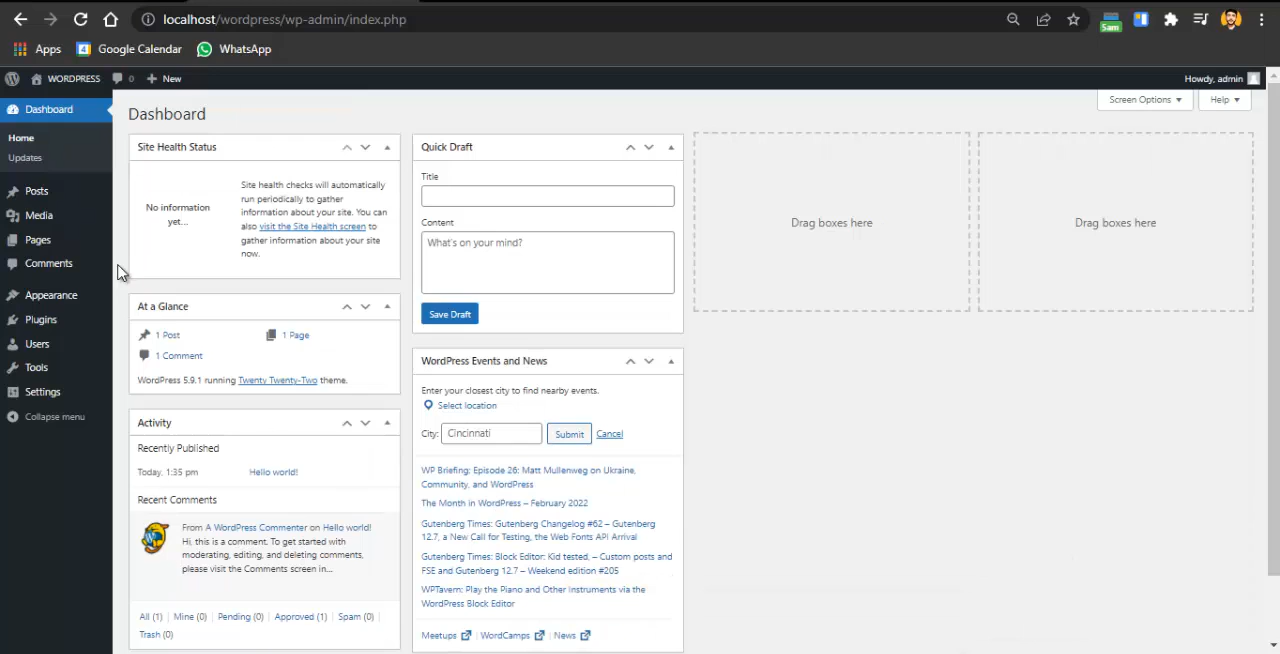 localhost/wordpress/wp-admin/index.php
Sam
Apps
Google Calendar
WhatsApp
WORDPRESS
0
New
Howdy, admin
Dashboard
Home
Updates
Posts
Media
Pages
Comments
Appearance
Plugins
Users
Tools
Settings
Collapse menu
Dashboard
Screen Options
Help
Site Health Status
No information
yet...
Site health checks will automatically
run periodically to gather
information about your site. You can
also visit the Site Health screen to
gather information about your site
now.
At a Glance
1 Post
1 Page
1 Comment
WordPress 5.9.1 running Twenty Twenty-Two theme.
Activity
Recently Published
Today, 1:35 pm
Hello world!
Recent Comments
From A WordPress Commenter on Hello world!
Hi, this is a comment. To get started with
moderating, editing, and deleting comments,
please visit the Comments screen in...
All (1) | Mine (0) | Pending (0) | Approved (1) | Spam (0) |
Trash (0)
Quick Draft
Title
Content
What's on your mind?
Save Draft
WordPress Events and News
Enter your closest city to find nearby events.
Select location
City:
Cincinnati
Submit
Cancel
WP Briefing: Episode 26: Matt Mullenweg on Ukraine,
Community, and WordPress
The Month in WordPress – February 2022
Gutenberg Times: Gutenberg Changelog #62 – Gutenberg
12.7, a New Call for Testing, the Web Fonts API Arrival
Gutenberg Times: Block Editor: Kid tested, – Custom posts and
FSE and Gutenberg 12.7 – Weekend edition #205
WPTavern: Play the Piano and Other Instruments via the
WordPress Block Editor
Meetups | WordCamps | News
Drag boxes here
Drag boxes here